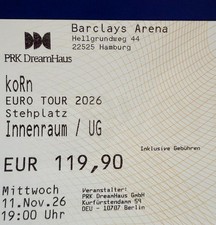 Barclays Arena
Hellgrundweg 44
22525 Hamburg
PRK DreamHaus
koRn
EURO TOUR 2026
Stehplatz
Innenraum / UG
Inklusive Gebühren
EUR 119,90
Mittwoch
11.Nov.26
19:00 Uhr
Veranstalter:
PRK DreamHaus GmbH
Kurfürstendamm 59
DEU - 10707 Berlin